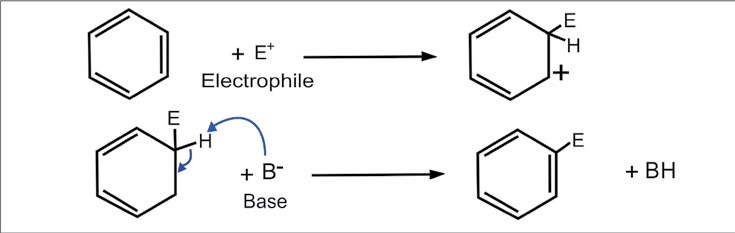 + E⁺
Electrophile
E
H
+
E
H
+ B⁻
Base
E
+ BH